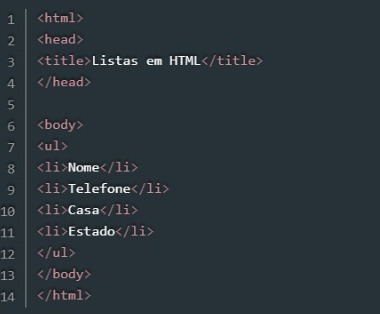 1 <html>
2 <head>
3 <title>Listas em HTML</title>
4 </head>
5
6 <body>
7 <ul>
8 <li>Nome</li>
9 <li>Telefone</li>
10 <li>Casa</li>
11 <li>Estado</li>
12 </ul>
13 </body>
14 </html>